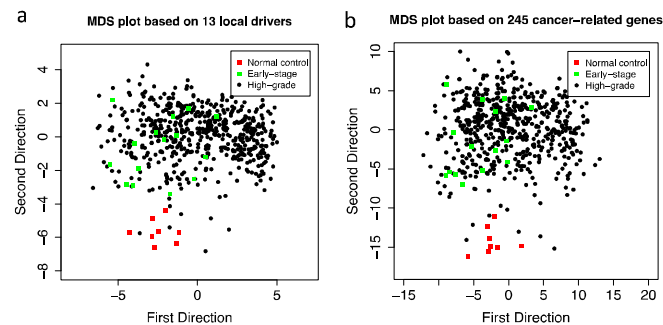 a
MDS plot based on 13 local drivers
Normal control
Early-stage
High-grade
Second Direction
4
2
0
−2
−4
−6
−8
−5
0
5
First Direction
b
MDS plot based on 245 cancer-related genes
Normal control
Early-stage
High-grade
Second Direction
10
5
0
−5
−10
−15
−15
−10
−5
0
5
10
15
20
First Direction